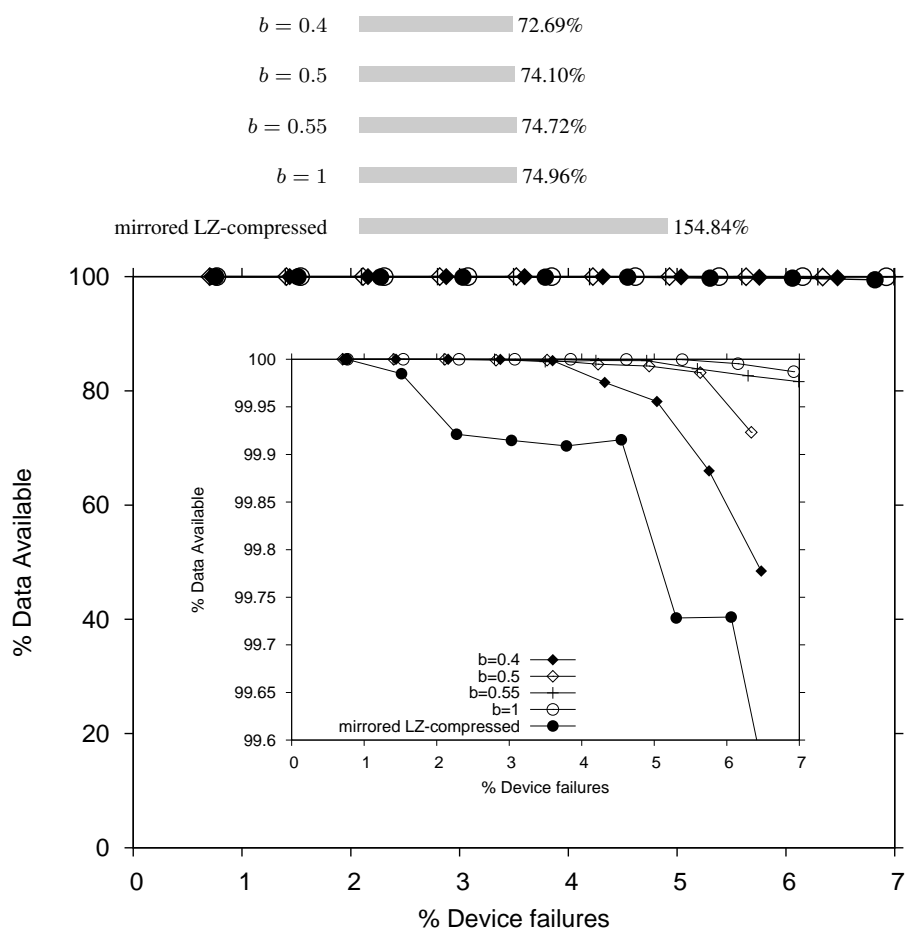 b = 0.4 72.69%
b = 0.5 74.10%
b = 0.55 74.72%
b = 1 74.96%
mirrored LZ-compressed 154.84%
100
80
60
40
20
0
% Data Available
0 1 2 3 4 5 6 7
% Device failures
100
99.95
99.9
99.85
99.8
99.75
99.7
99.65
99.6
% Data Available
b=0.4
b=0.5
b=0.55
b=1
mirrored LZ-compressed
0 1 2 3 4 5 6 7
% Device failures